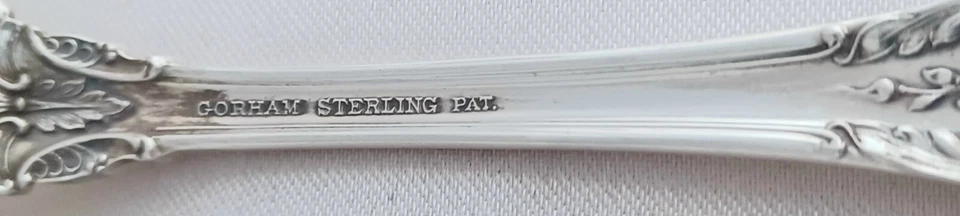 GORHAM STERLING PAT.